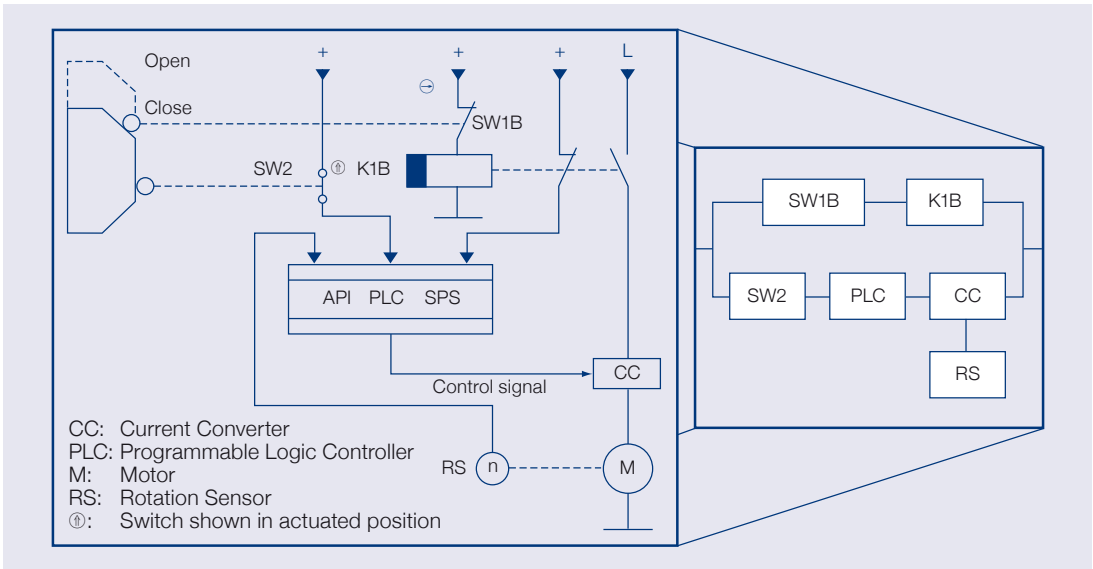 Open
+ + + L
Close
SW1B
SW2
K1B
API PLC SPS
Control signal
CC
RS n M
CC: Current Converter
PLC: Programmable Logic Controller
M: Motor
RS: Rotation Sensor
⇑: Switch shown in actuated position
SW1B K1B
SW2 PLC CC
RS